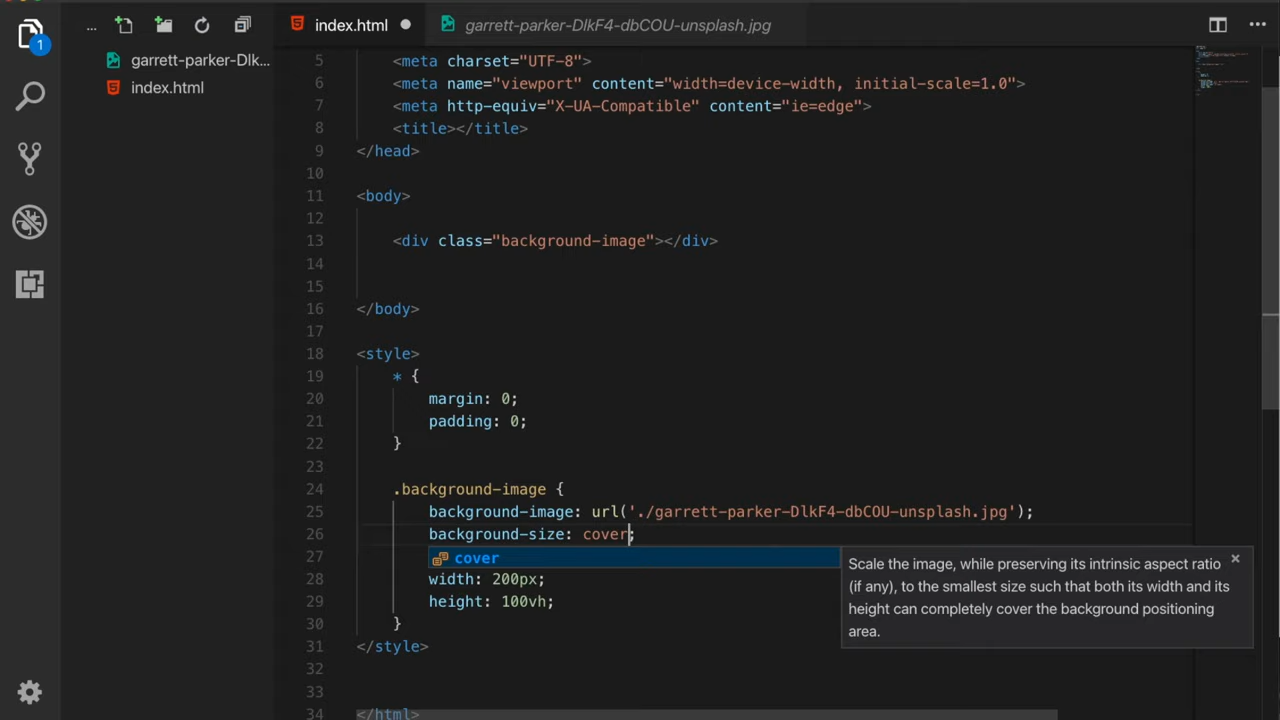 ... index.html garrett-parker-DlkF4-dbCOU-unsplash.jpg ...
1
garrett-parker-Dlk...
index.html
5 <meta charset="UTF-8">
6 <meta name="viewport" content="width=device-width, initial-scale=1.0">
7 <meta http-equiv="X-UA-Compatible" content="ie=edge">
8 <title></title>
9 </head>
10
11 <body>
12
13 <div class="background-image"></div>
14
15
16 </body>
17
18 <style>
19 * {
20 margin: 0;
21 padding: 0;
22 }
23
24 .background-image {
25 background-image: url('./garrett-parker-DlkF4-dbCOU-unsplash.jpg');
26 background-size: cover;
27 cover
28 width: 200px;
29 height: 100vh;
30 }
31 </style>
32
33
34 </html>
Scale the image, while preserving its intrinsic aspect ratio
(if any), to the smallest size such that both its width and its
height can completely cover the background positioning
area.